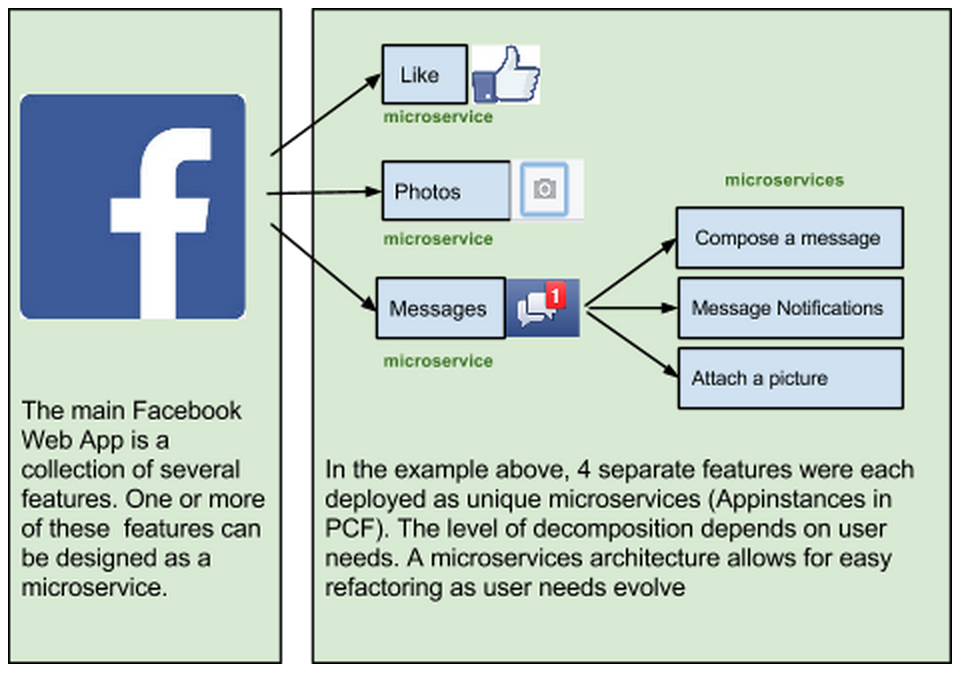 f
The main Facebook
Web App is a
collection of several
features. One or more
of these features can
be designed as a
microservice.
Like
microservice
Photos
microservice
Messages
1
microservice
microservices
Compose a message
Message Notifications
Attach a picture
In the example above, 4 separate features were each
deployed as unique microservices (Appinstances in
PCF). The level of decomposition depends on user
needs. A microservices architecture allows for easy
refactoring as user needs evolve